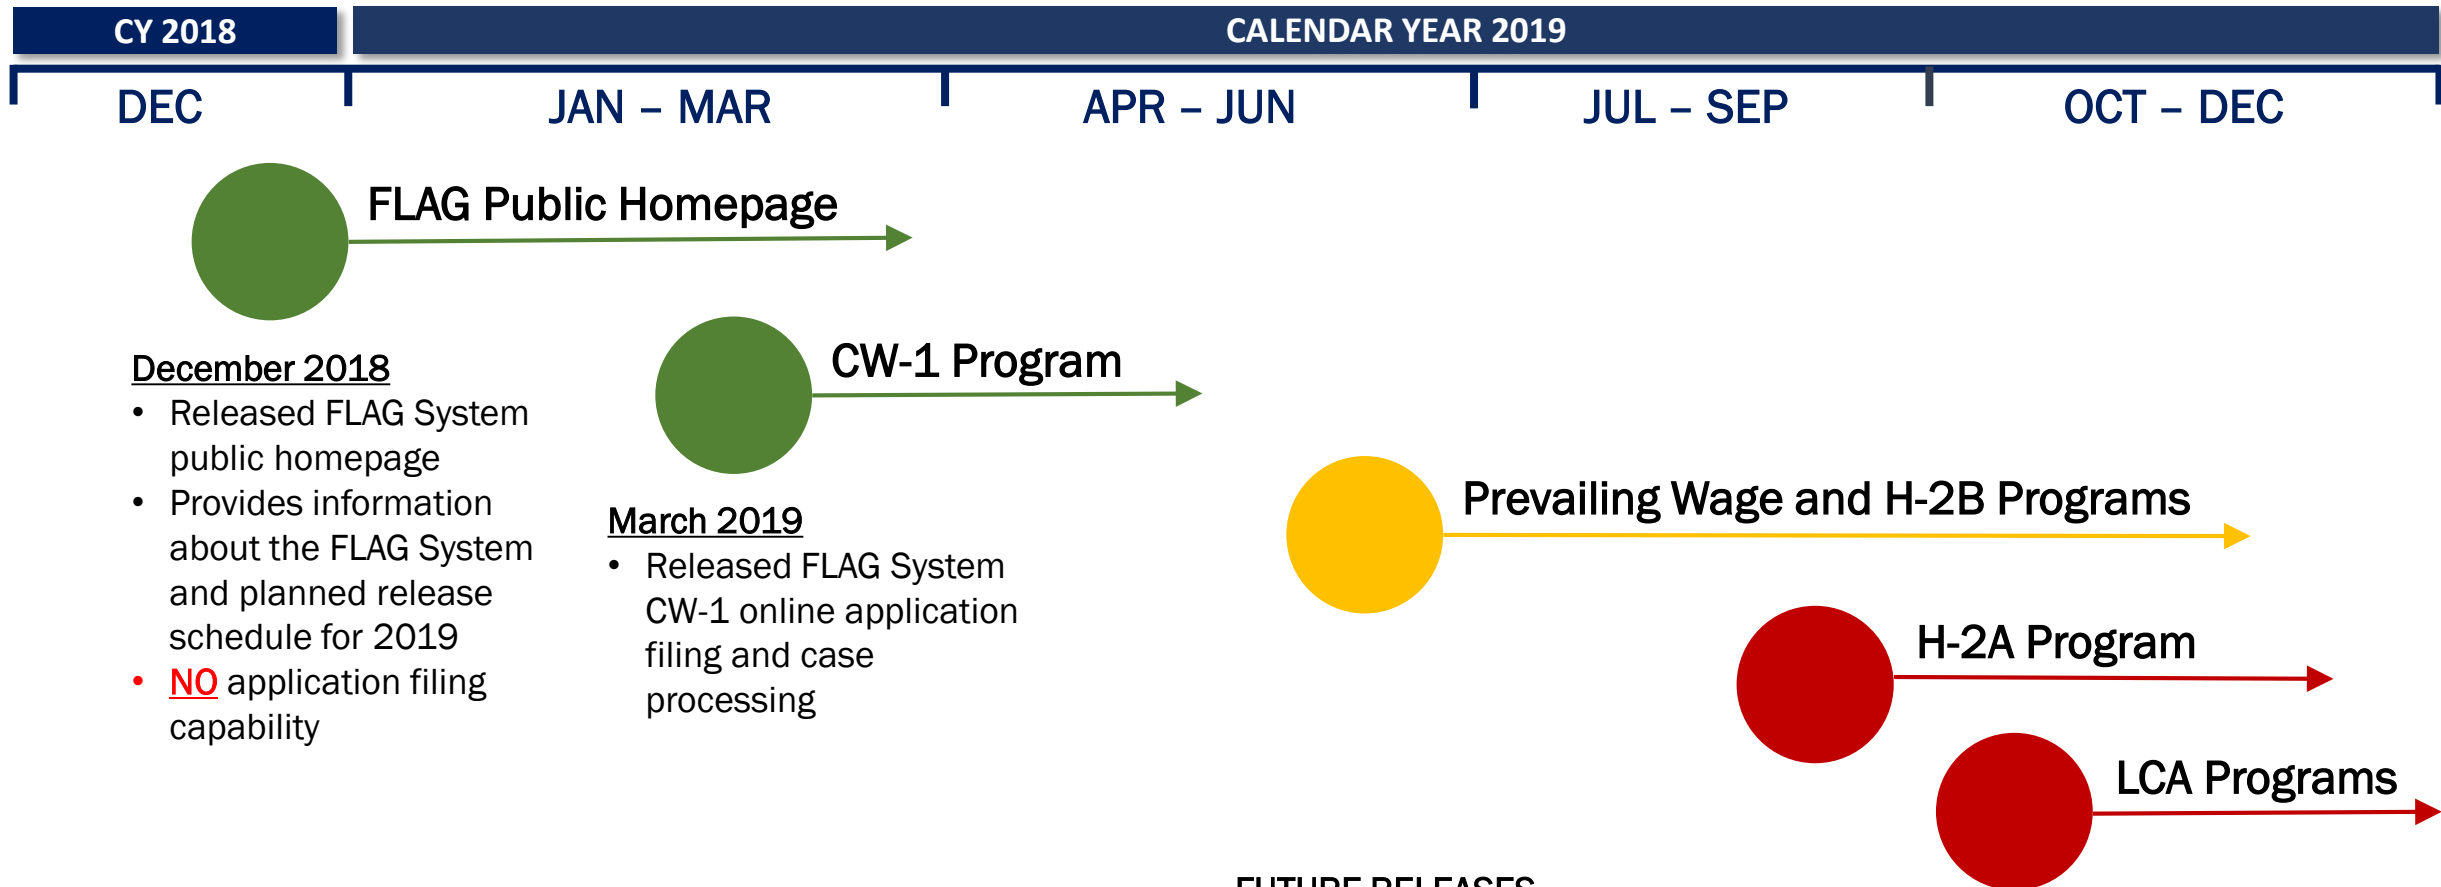 CY 2018
CALENDAR YEAR 2019
DEC
JAN – MAR
APR – JUN
JUL – SEP
OCT – DEC
FLAG Public Homepage
CW-1 Program
December 2018
• Released FLAG System
public homepage
• Provides information
about the FLAG System
and planned release
schedule for 2019
• NO application filing
capability
March 2019
• Released FLAG System
CW-1 online application
filing and case
processing
Prevailing Wage and H-2B Programs
H-2A Program
LCA Programs
FUTURE RELEASES